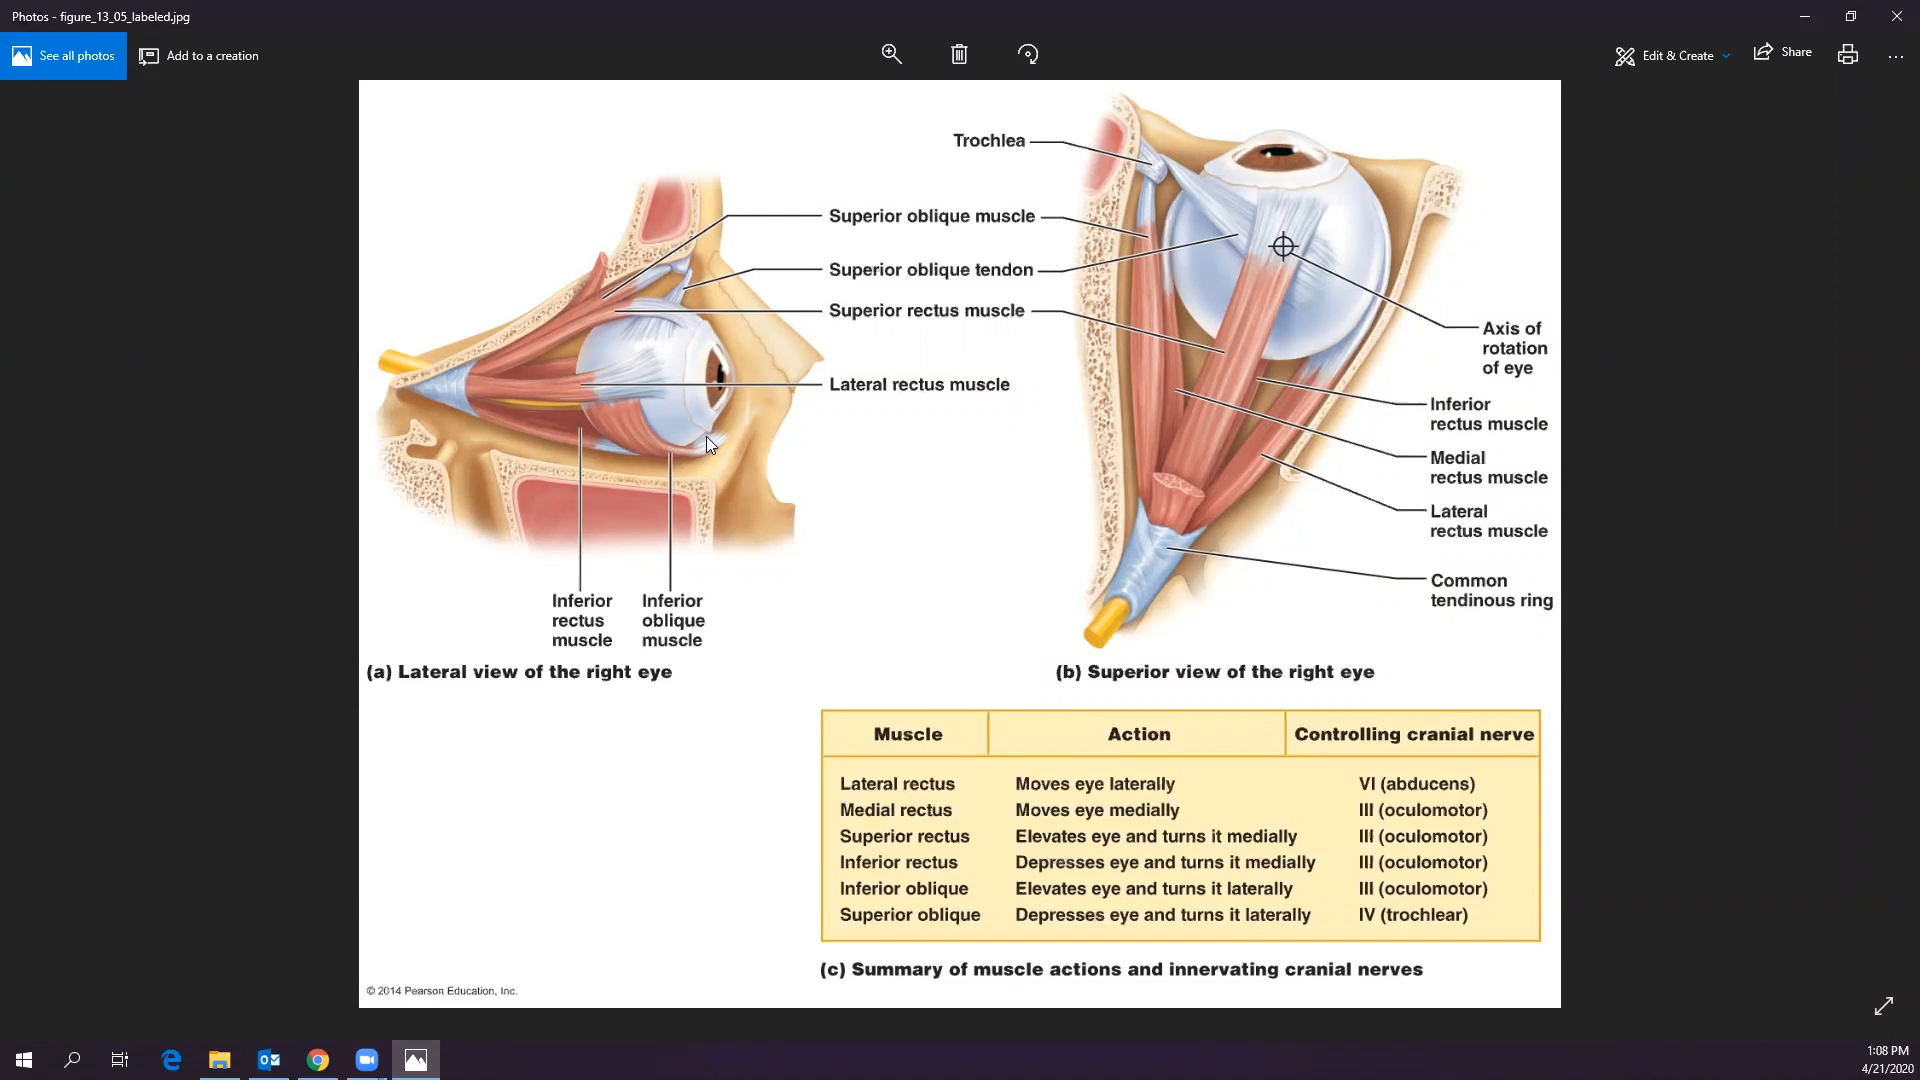 Photos - figure_13_05_labeled.jpg
See all photos
Add to a creation
Edit & Create
Share
Trochlea
Superior oblique muscle
Superior oblique tendon
Superior rectus muscle
Lateral rectus muscle
Axis of
rotation
of eye
Inferior
rectus muscle
Medial
rectus muscle
Lateral
rectus muscle
Common
tendinous ring
Inferior
rectus
muscle
Inferior
oblique
muscle
(a) Lateral view of the right eye
(b) Superior view of the right eye
Muscle Action Controlling cranial nerve
Lateral rectus Moves eye laterally VI (abducens)
Medial rectus Moves eye medially III (oculomotor)
Superior rectus Elevates eye and turns it medially III (oculomotor)
Inferior rectus Depresses eye and turns it medially III (oculomotor)
Inferior oblique Elevates eye and turns it laterally III (oculomotor)
Superior oblique Depresses eye and turns it laterally IV (trochlear)
(c) Summary of muscle actions and innervating cranial nerves
© 2014 Pearson Education, Inc.
1:08 PM
4/21/2020